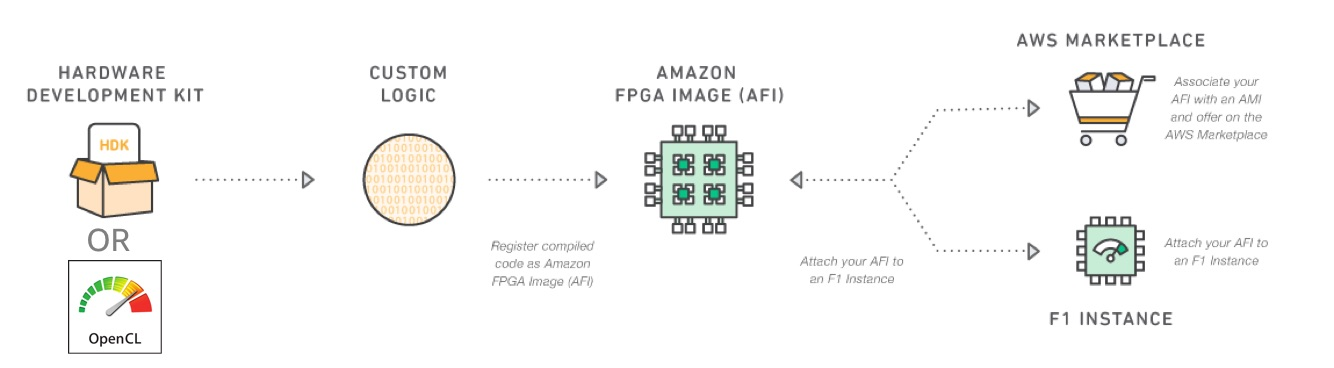 HARDWARE
DEVELOPMENT KIT
HDK
OR
OpenCL
CUSTOM
LOGIC
Register compiled
code as Amazon
FPGA Image (AFI)
AMAZON
FPGA IMAGE (AFI)
Attach your AFI to
an F1 Instance
AWS MARKETPLACE
Associate your
AFI with an AMI
and offer on the
AWS Marketplace
Attach your AFI to
an F1 Instance
F1 INSTANCE